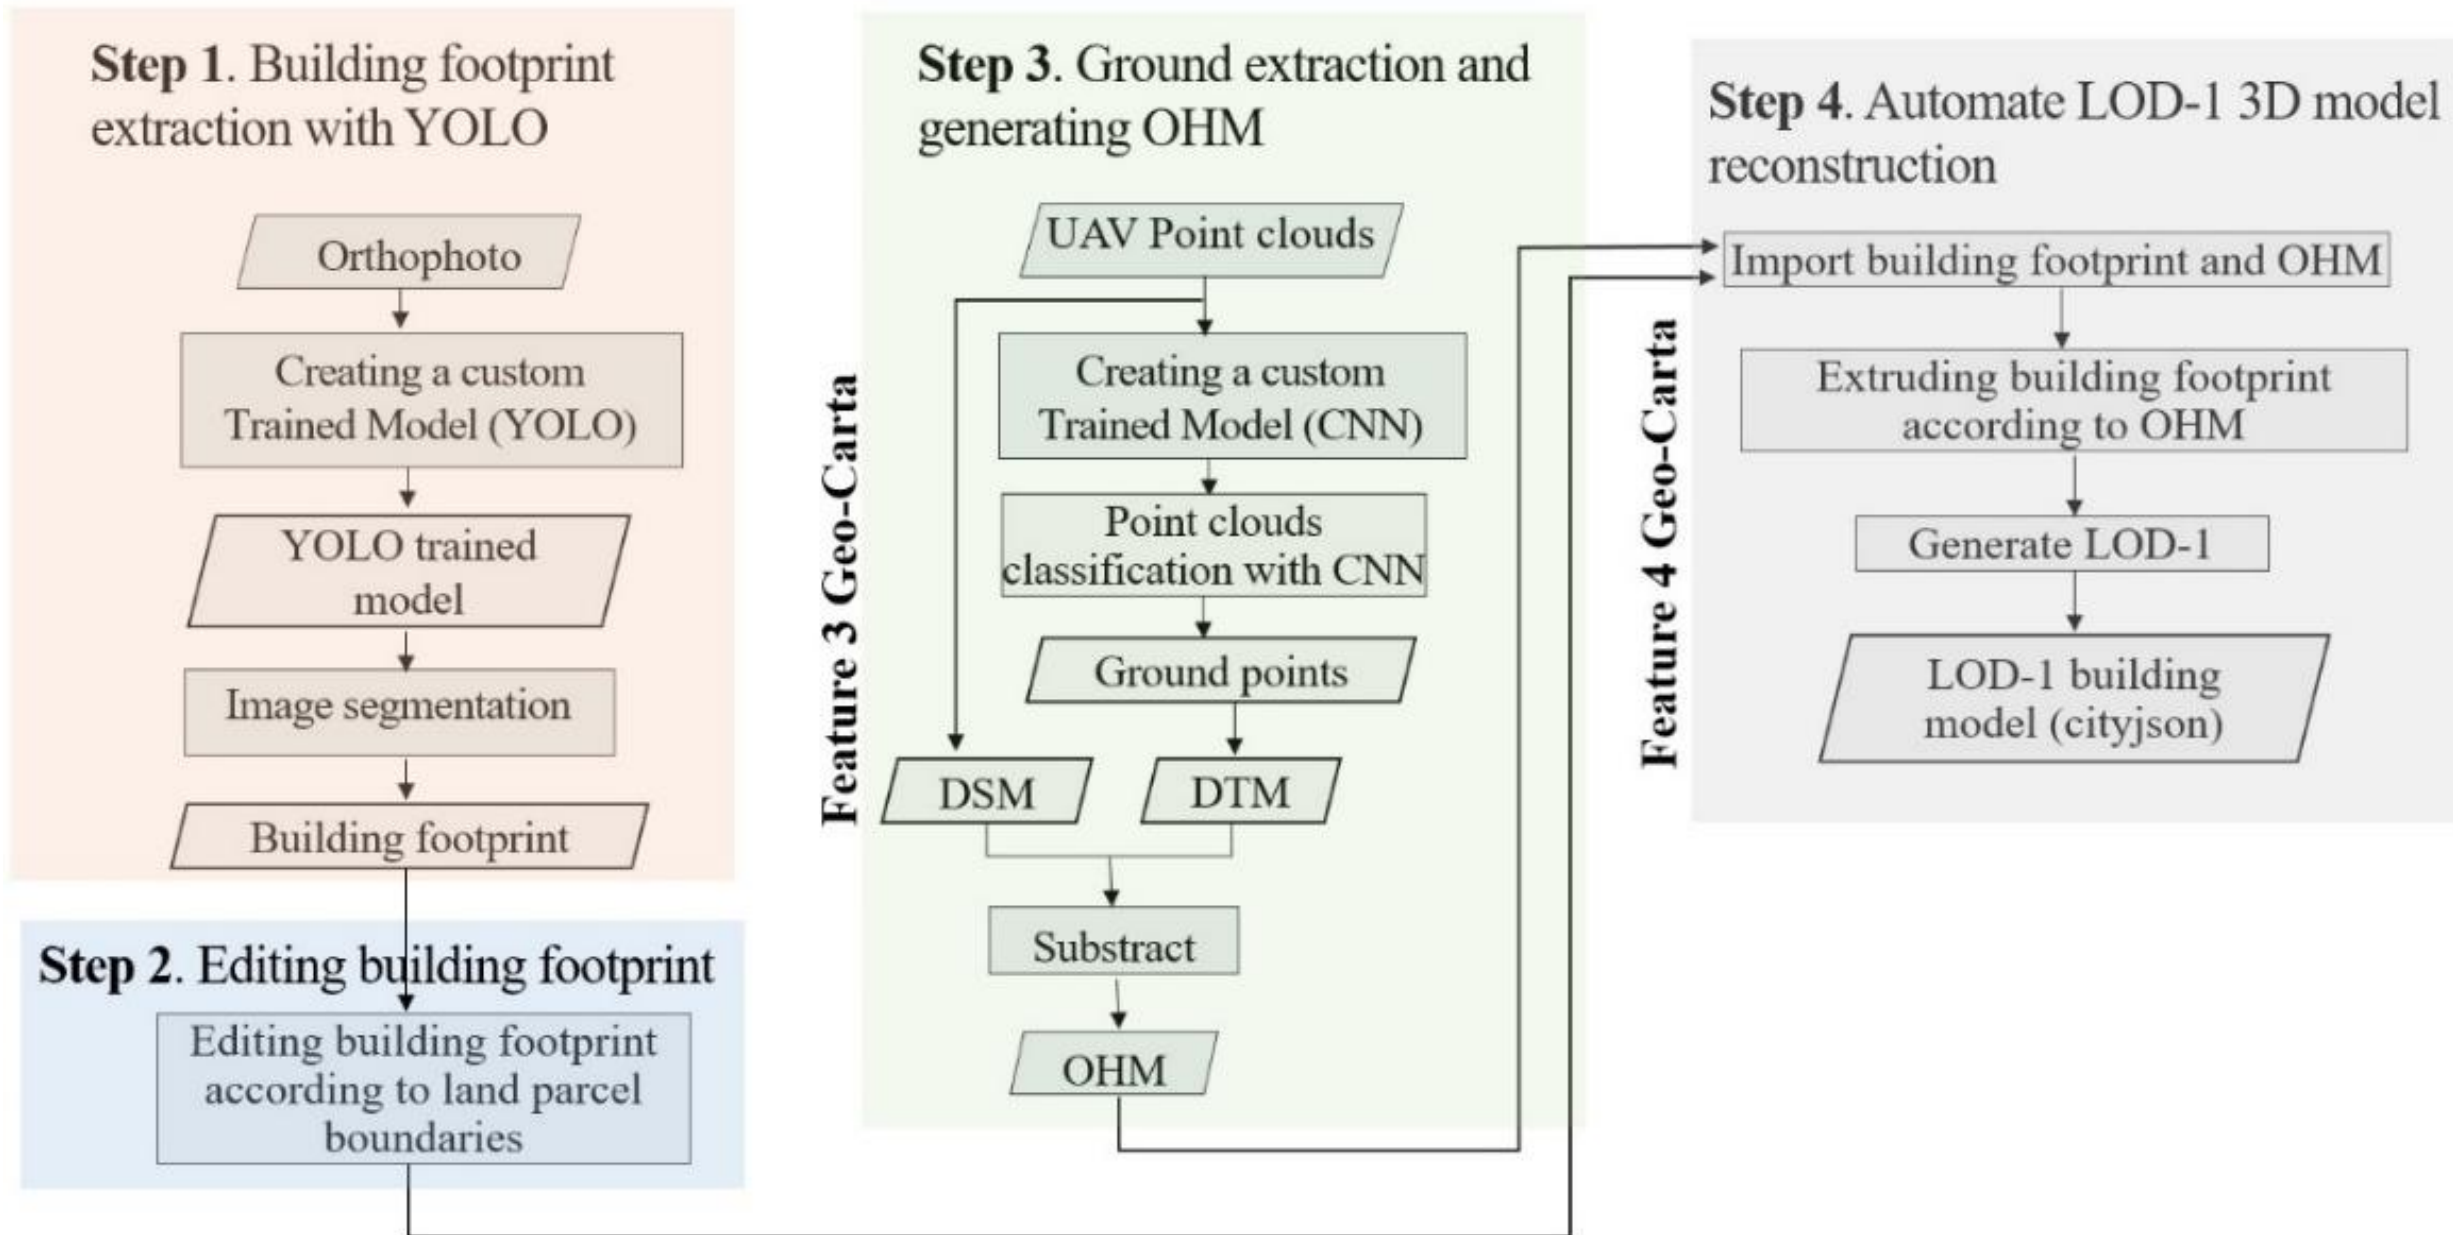 Step 1. Building footprint
extraction with YOLO
Orthophoto
Creating a custom
Trained Model (YOLO)
YOLO trained
model
Image segmentation
Building footprint
Step 2. Editing building footprint
Editing building footprint
according to land parcel
boundaries
Feature 3 Geo-Carta
Step 3. Ground extraction and
generating OHM
UAV Point clouds
Creating a custom
Trained Model (CNN)
Point clouds
classification with CNN
Ground points
DSM
DTM
Substract
OHM
Feature 4 Geo-Carta
Step 4. Automate LOD-1 3D model
reconstruction
Import building footprint and OHM
Extruding building footprint
according to OHM
Generate LOD-1
LOD-1 building
model (cityjson)